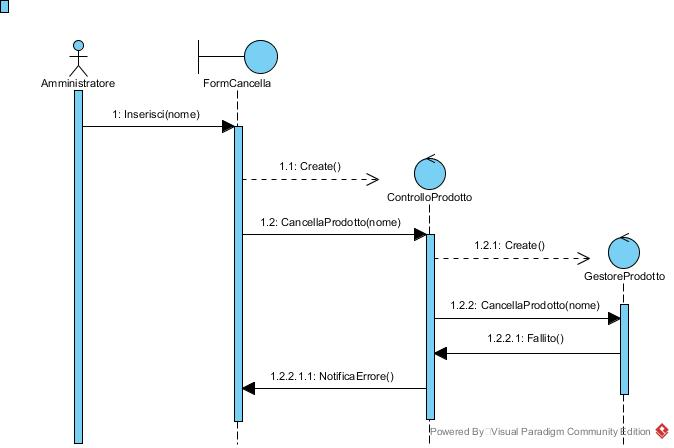 Amministratore
FormCancella
1: Inserisci(nome)
1.1: Create()
ControlloProdotto
1.2: CancellaProdotto(nome)
1.2.1: Create()
GestoreProdotto
1.2.2: CancellaProdotto(nome)
1.2.2.1: Fallito()
1.2.2.1.1: NotificaErrore()
Powered By Visual Paradigm Community Edition